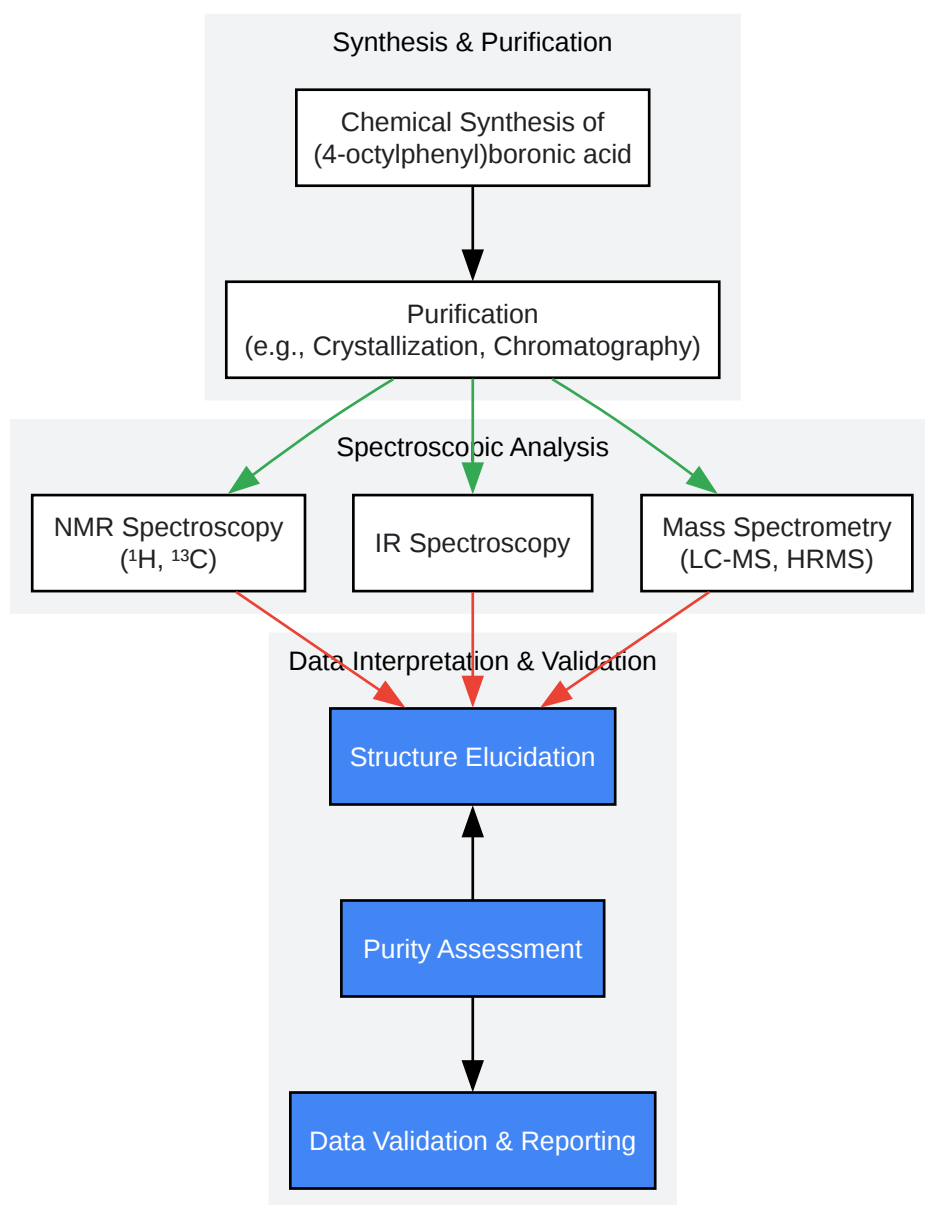 Synthesis & Purification
Chemical Synthesis of
(4-octylphenyl)boronic acid
Purification
(e.g., Crystallization, Chromatography)
Spectroscopic Analysis
NMR Spectroscopy
(¹H, ¹³C)
IR Spectroscopy
Mass Spectrometry
(LC-MS, HRMS)
Data Interpretation & Validation
Structure Elucidation
Purity Assessment
Data Validation & Reporting